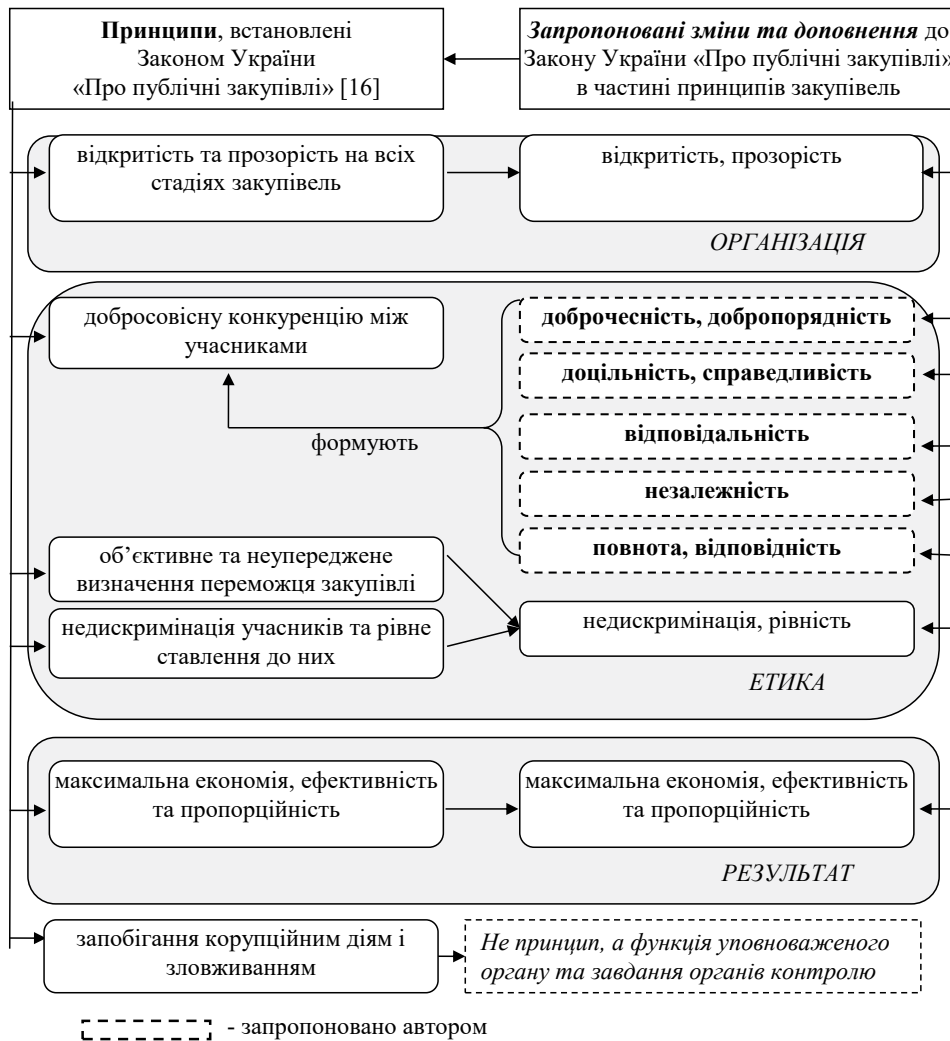 Принципи, встановлені
Законом України
«Про публічні закупівлі» [16]
Запропоновані зміни та доповнення до
Закону України «Про публічні закупівлі»
в частині принципів закупівель
відкритість та прозорість на всіх
стадіях закупівель
відкритість, прозорість
ОРГАНІЗАЦІЯ
добросовісну конкуренцію між
учасниками
доброчесність, добропорядність
доцільність, справедливість
формують
відповідальність
незалежність
повнота, відповідність
об’єктивне та неупереджене
визначення переможця закупівлі
недискримінація учасників та рівне
ставлення до них
недискримінація, рівність
ЕТИКА
максимальна економія, ефективність
та пропорційність
максимальна економія, ефективність
та пропорційність
РЕЗУЛЬТАТ
запобігання корупційним діям і
зловживанням
Не принцип, а функція уповноваженого
органу та завдання органів контролю
- запропоновано автором